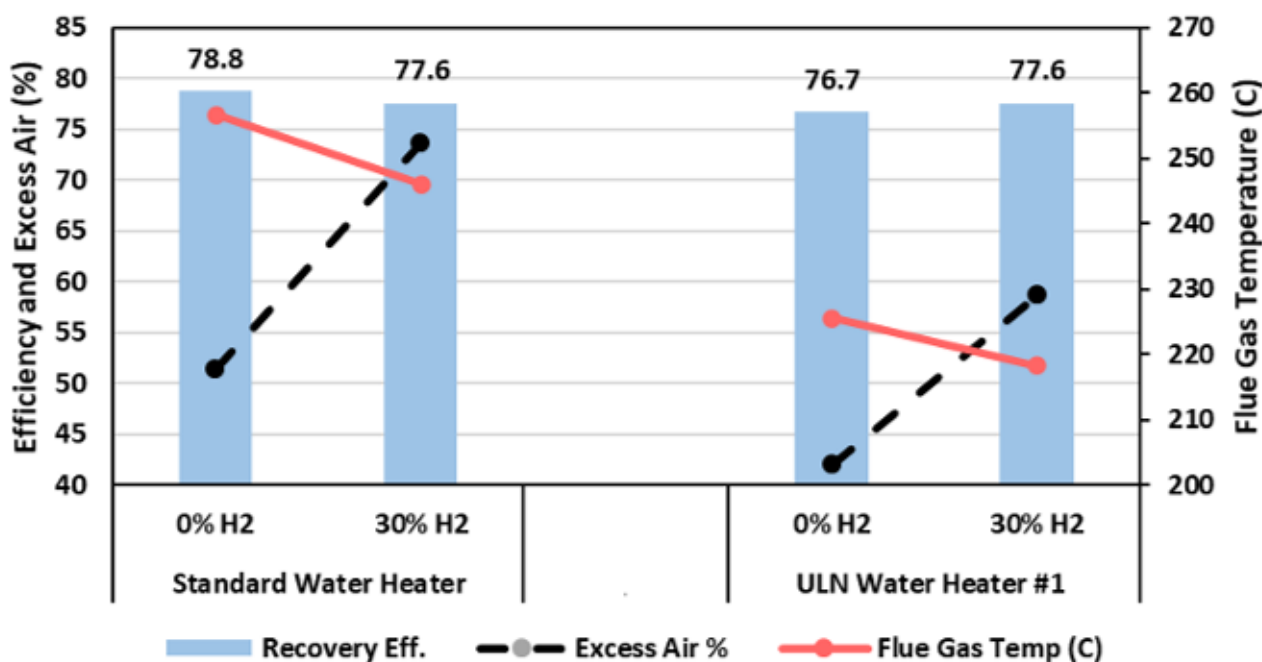 Efficiency and Excess Air (%)
85
80
75
70
65
60
55
50
45
40
78.8
77.6
76.7
77.6
270
260
250
240
230
220
210
200
Flue Gas Temperature (C)
0% H2
30% H2
0% H2
30% H2
Standard Water Heater
ULN Water Heater #1
Recovery Eff.
Excess Air %
Flue Gas Temp (C)